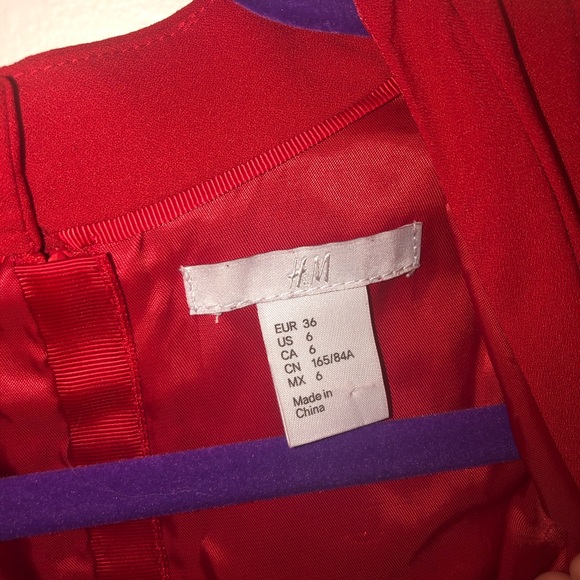 H&M
EUR 36
US 6
CA 6
CN 165/84A
MX 6
Made in
China